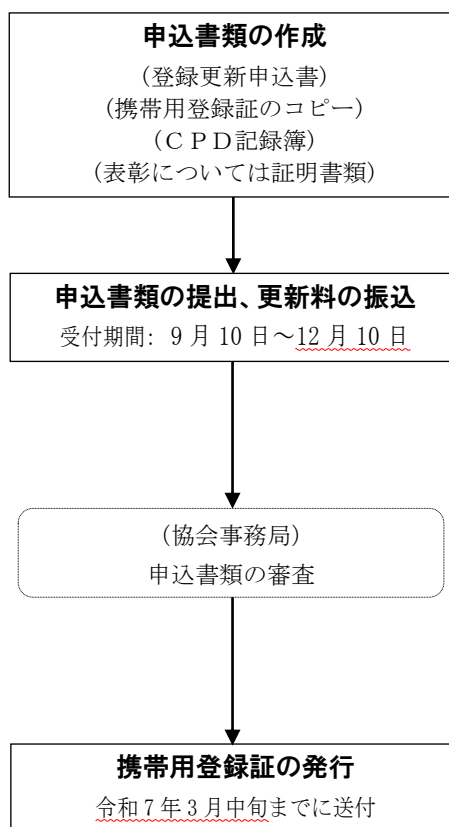 申込書類の作成
（登録更新申込書）
（携帯用登録証のコピー）
（ＣＰＤ記録簿）
（表彰については証明書類）
申込書類の提出、更新料の振込
受付期間: 9月10日～12月10日
（協会事務局）
申込書類の審査
携帯用登録証の発行
令和7年3月中旬までに送付